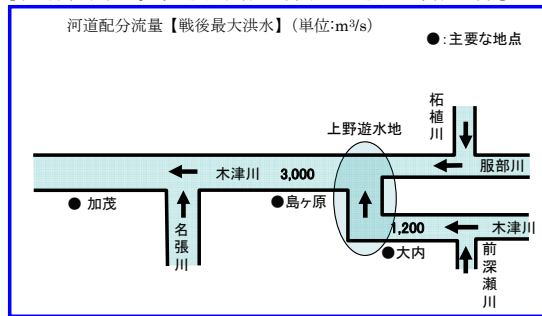 河道配分流量【戦後最大洪水】（単位:m³/s）
●:主要な地点
柘植川
上野遊水地
服部川
木津川 3,000
●加茂
●島ヶ原
名張川
1,200 木津川
●大内
前深瀬川